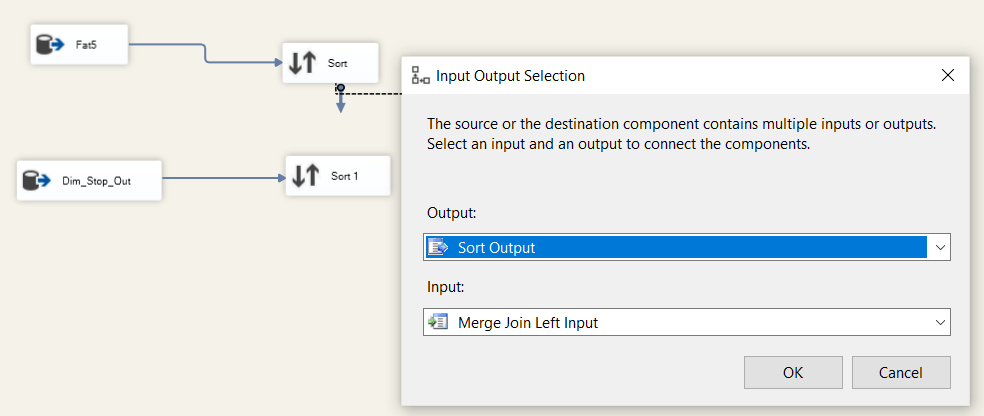 Fat5
Sort
Dim_Stop_Out
Sort 1
Input Output Selection
The source or the destination component contains multiple inputs or outputs.
Select an input and an output to connect the components.
Output:
Sort Output
Input:
Merge Join Left Input
OK
Cancel